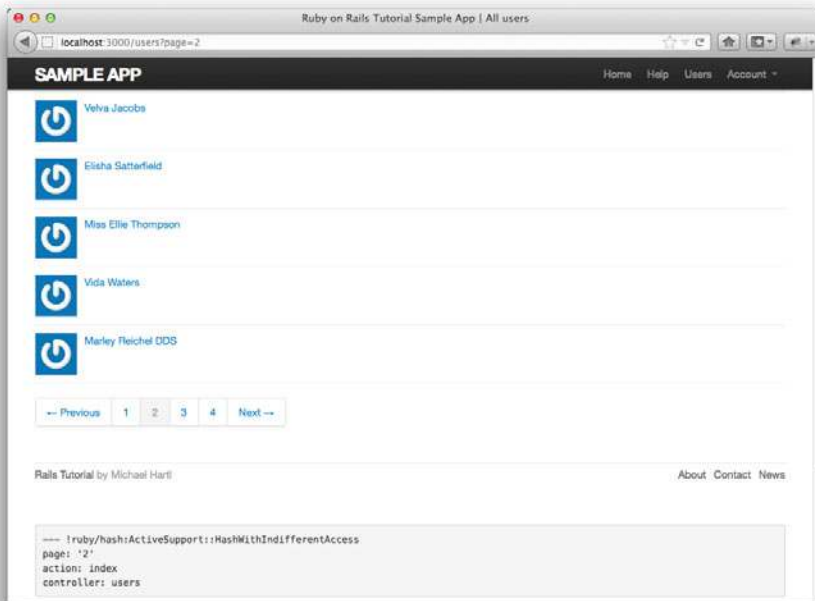 Ruby on Rails Tutorial Sample App | All users
localhost:3000/users?page=2
SAMPLE APP
Home Help Users Account
Velva Jacobs
Elisha Satterfield
Miss Ellie Thompson
Vida Waters
Marley Reichel DDS
← Previous 1 2 3 4 Next →
Rails Tutorial by Michael Hartl
About Contact News
--- !ruby/hash:ActiveSupport::HashWithIndifferentAccess
page: '2'
action: index
controller: users